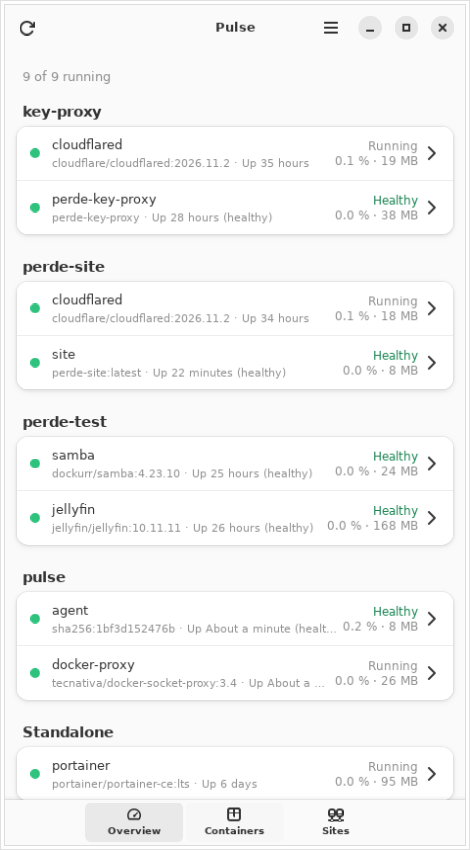 Pulse
9 of 9 running
key-proxy
cloudflared
Running
cloudflare/cloudflared:2026.11.2 · Up 35 hours
0.1 % · 19 MB
perde-key-proxy
Healthy
perde-key-proxy · Up 28 hours (healthy)
0.0 % · 38 MB
perde-site
cloudflared
Running
cloudflare/cloudflared:2026.11.2 · Up 34 hours
0.1 % · 18 MB
site
Healthy
perde-site:latest · Up 22 minutes (healthy)
0.0 % · 8 MB
perde-test
samba
Healthy
dockurr/samba:4.23.10 · Up 25 hours (healthy)
0.0 % · 24 MB
jellyfin
Healthy
jellyfin/jellyfin:10.11.11 · Up 26 hours (healthy)
0.0 % · 168 MB
pulse
agent
Healthy
sha256:1bf3d152476b · Up About a minute (healt…
0.2 % · 8 MB
docker-proxy
Running
tecnativa/docker-socket-proxy:3.4 · Up About a …
0.0 % · 26 MB
Standalone
portainer
Running
portainer/portainer-ce:lts · Up 6 days
0.0 % · 95 MB
Overview
Containers
Sites